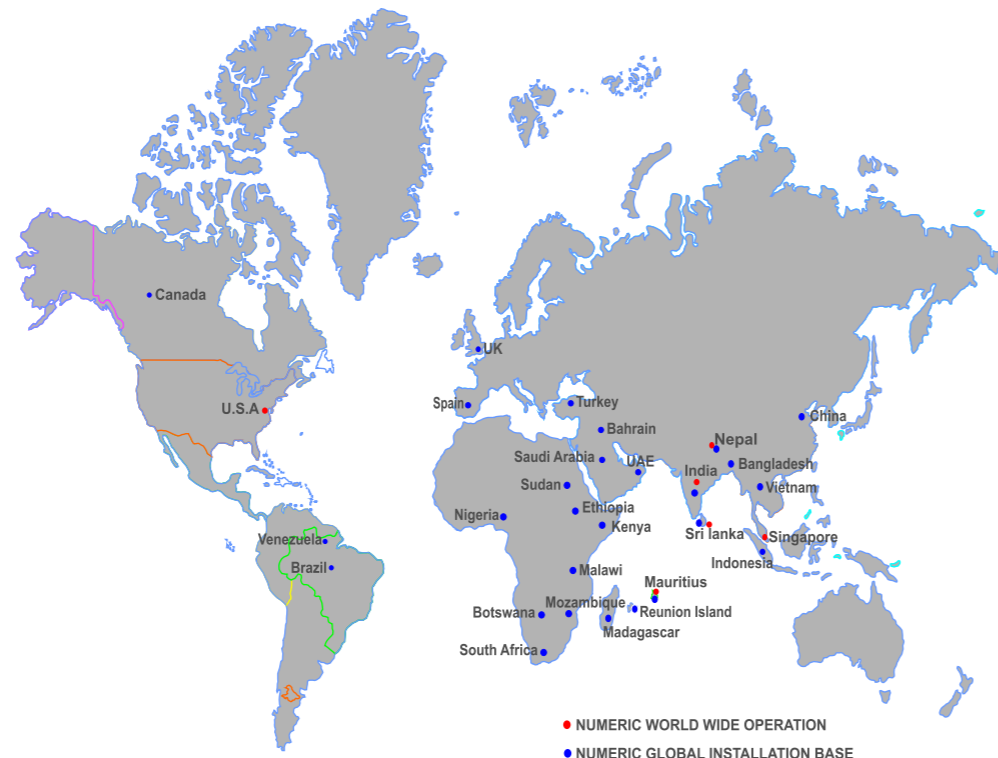 Canada
UK
U.S.A
Spain
Turkey
China
Bahrain
Nepal
Saudi Arabia
UAE
Bangladesh
India
Sudan
Vietnam
Ethiopia
Nigeria
Kenya
Sri lanka
Singapore
Venezuela
Indonesia
Brazil
Malawi
Mauritius
Mozambique
Botswana
Reunion Island
Madagascar
South Africa
NUMERIC WORLD WIDE OPERATION
NUMERIC GLOBAL INSTALLATION BASE